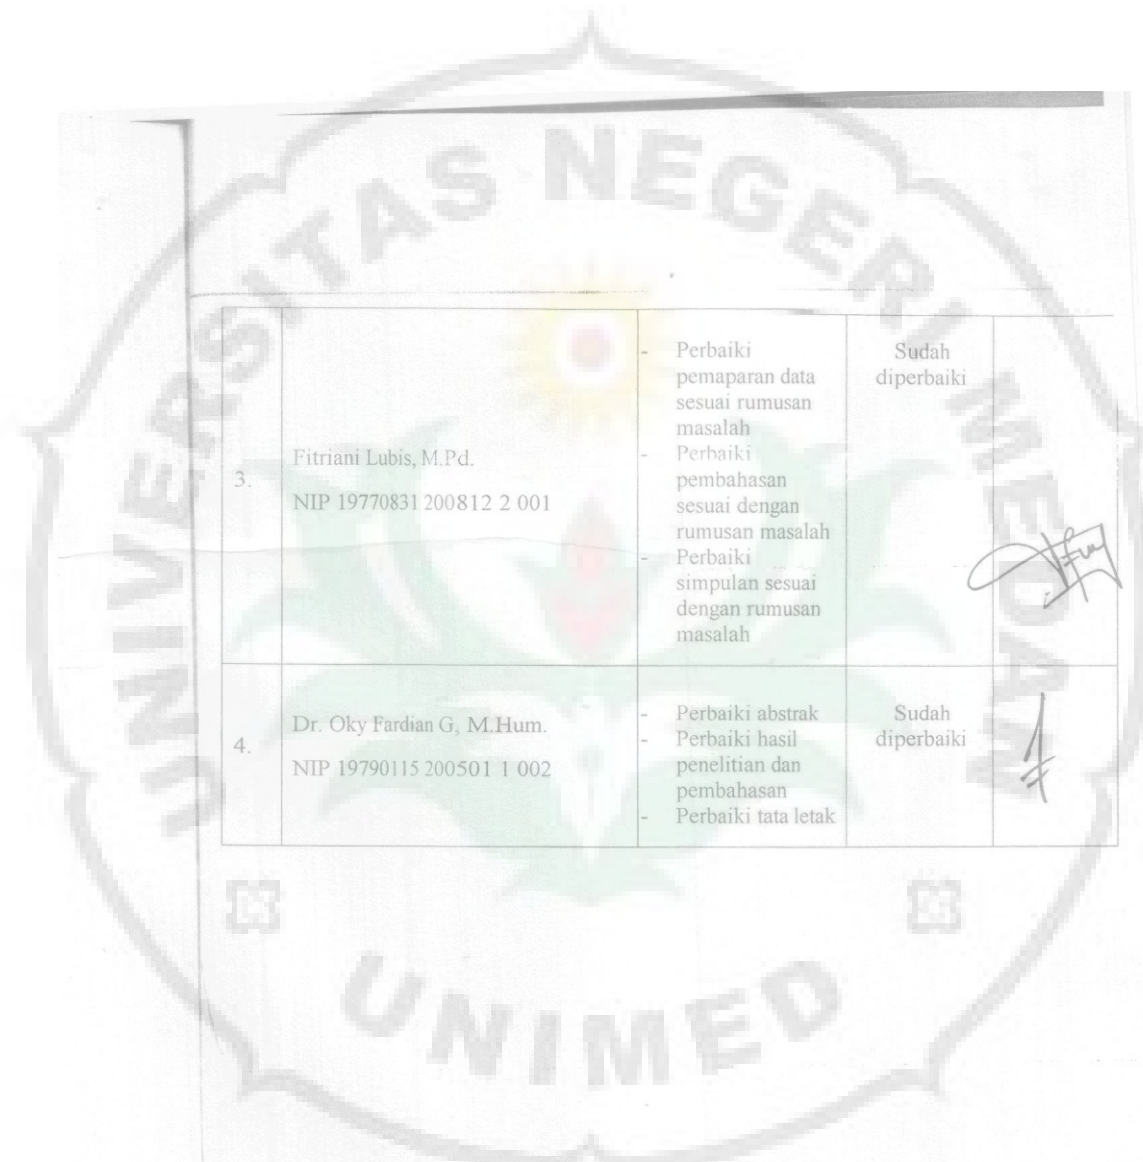 UNIVERSITAS NEGERI MEDAN
3.
Fitriani Lubis, M.Pd.
NIP 19770831 200812 2 001
- Perbaiki
pemaparan data
sesuai rumusan
masalah
- Perbaiki
pembahasan
sesuai dengan
rumusan masalah
- Perbaiki
simpulan sesuai
dengan rumusan
masalah
Sudah
diperbaiki
4.
Dr. Oky Fardian G, M.Hum.
NIP 19790115 200501 1 002
- Perbaiki abstrak
- Perbaiki hasil
penelitian dan
pembahasan
- Perbaiki tata letak
Sudah
diperbaiki
UNIMED